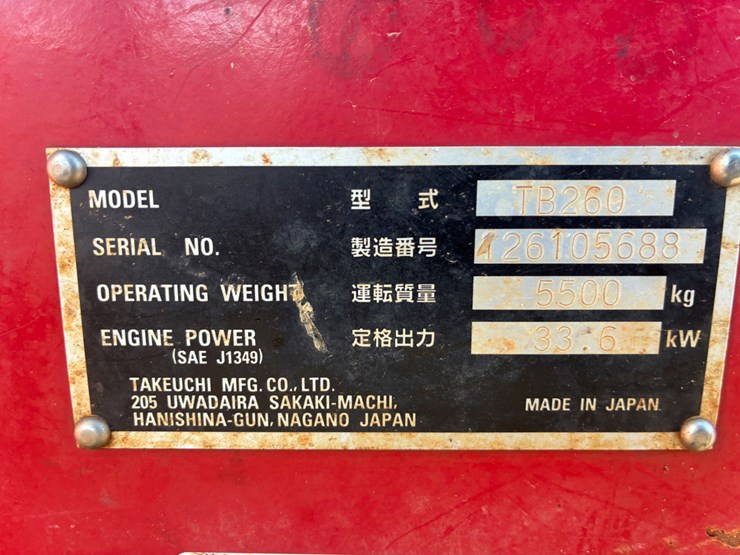 MODEL 型 式 TB260
SERIAL NO. 製造番号 126105688
OPERATING WEIGHT 運転質量 5500 kg
ENGINE POWER 定格出力 33.6 kW
(SAE J1349)
TAKEUCHI MFG. CO., LTD.
205 UWADAIRA SAKAKI-MACHI,
HANISHINA-GUN, NAGANO JAPAN
MADE IN JAPAN